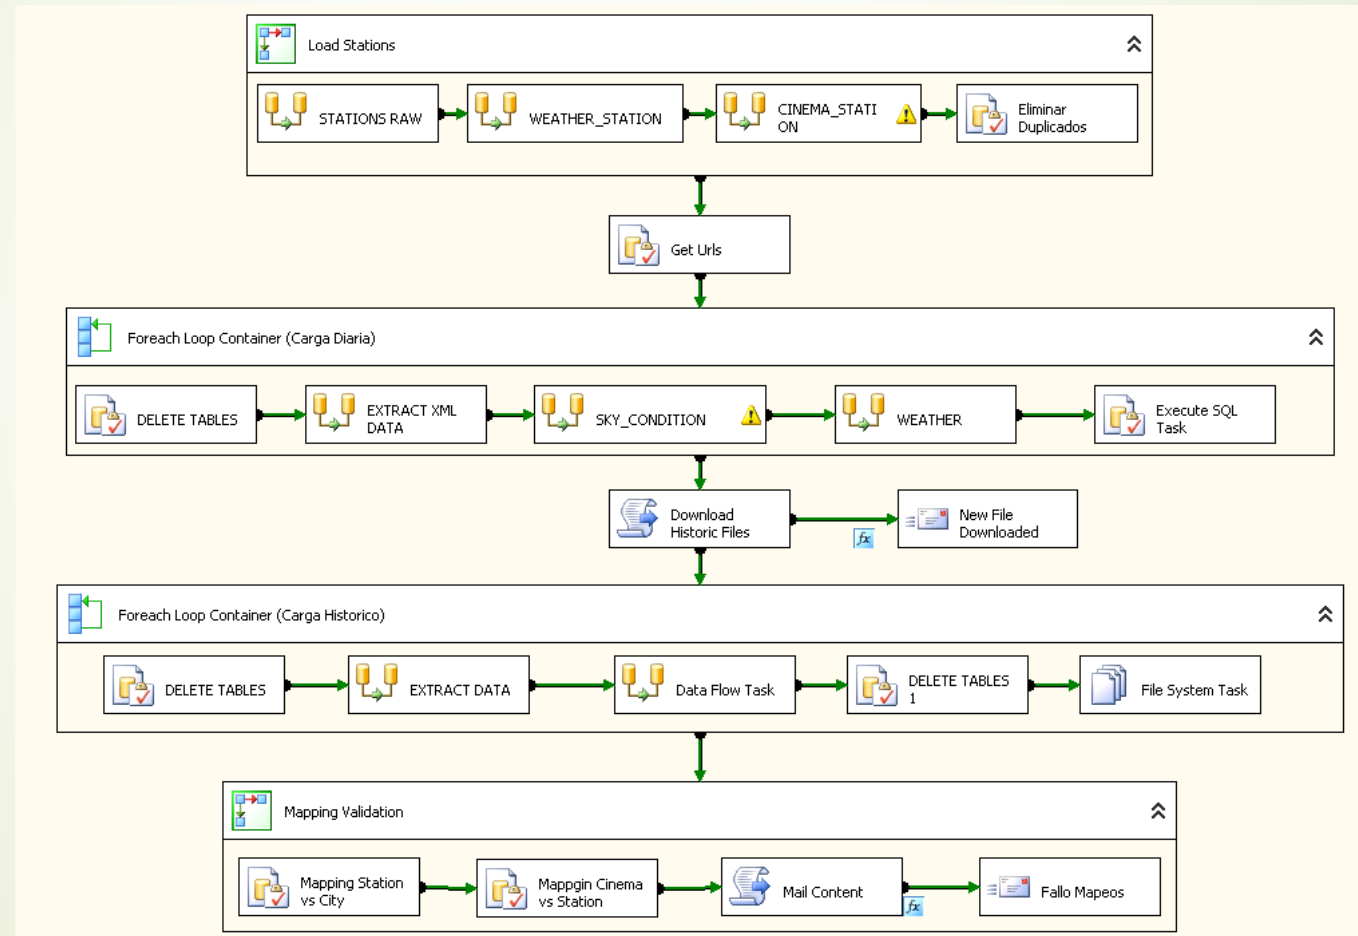 Load Stations
STATIONS RAW
WEATHER_STATION
CINEMA_STATI
ON
Eliminar
Duplicados
Get Urls
Foreach Loop Container (Carga Diaria)
DELETE TABLES
EXTRACT XML
DATA
SKY_CONDITION
WEATHER
Execute SQL
Task
Download
Historic Files
fx
New File
Downloaded
Foreach Loop Container (Carga Historico)
DELETE TABLES
EXTRACT DATA
Data Flow Task
DELETE TABLES
1
File System Task
Mapping Validation
Mapping Station
vs City
Mappgin Cinema
vs Station
Mail Content
fx
Fallo Mapeos